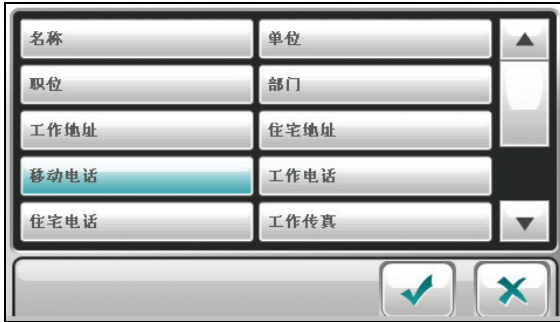 名称 单位
职位 部门
工作地址 住宅地址
移动电话 工作电话
住宅电话 工作传真